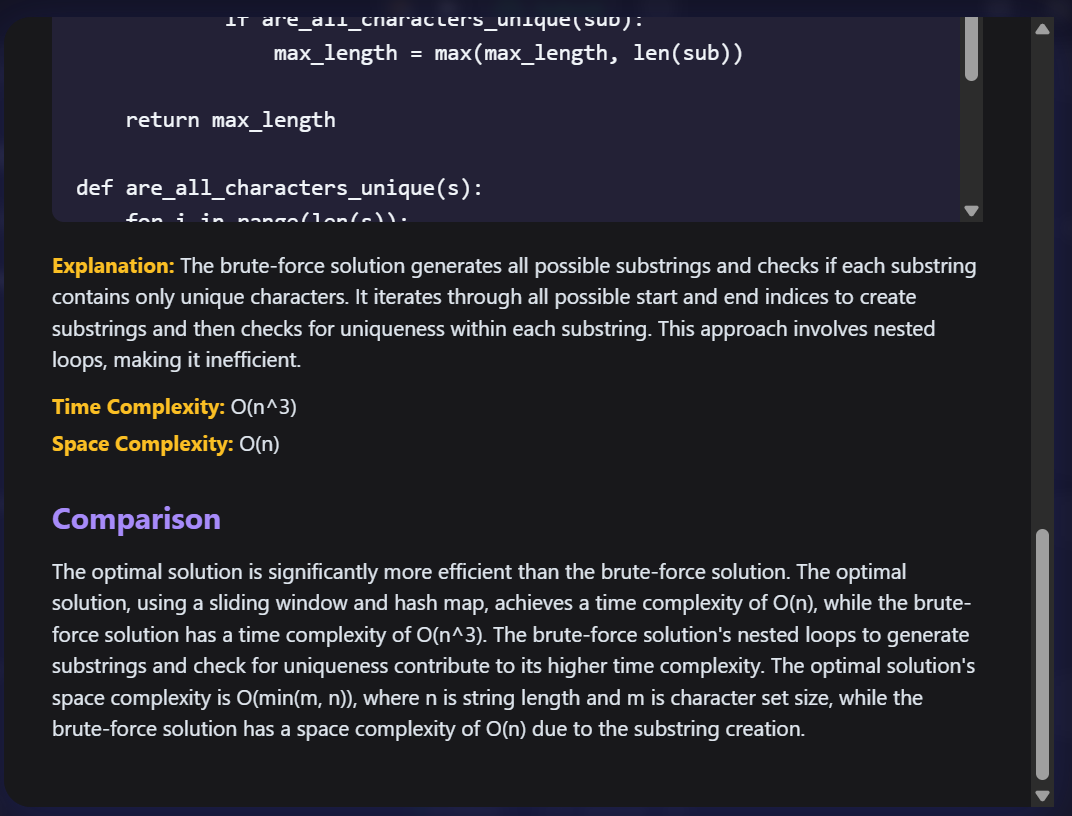 if are_all_characters_unique(sub):
max_length = max(max_length, len(sub))
return max_length
def are_all_characters_unique(s):
for i in range(len(s)):
Explanation: The brute-force solution generates all possible substrings and checks if each substring
contains only unique characters. It iterates through all possible start and end indices to create
substrings and then checks for uniqueness within each substring. This approach involves nested
loops, making it inefficient.
Time Complexity: O(n^3)
Space Complexity: O(n)
Comparison
The optimal solution is significantly more efficient than the brute-force solution. The optimal
solution, using a sliding window and hash map, achieves a time complexity of O(n), while the brute-
force solution has a time complexity of O(n^3). The brute-force solution's nested loops to generate
substrings and check for uniqueness contribute to its higher time complexity. The optimal solution's
space complexity is O(min(m, n)), where n is string length and m is character set size, while the
brute-force solution has a space complexity of O(n) due to the substring creation.